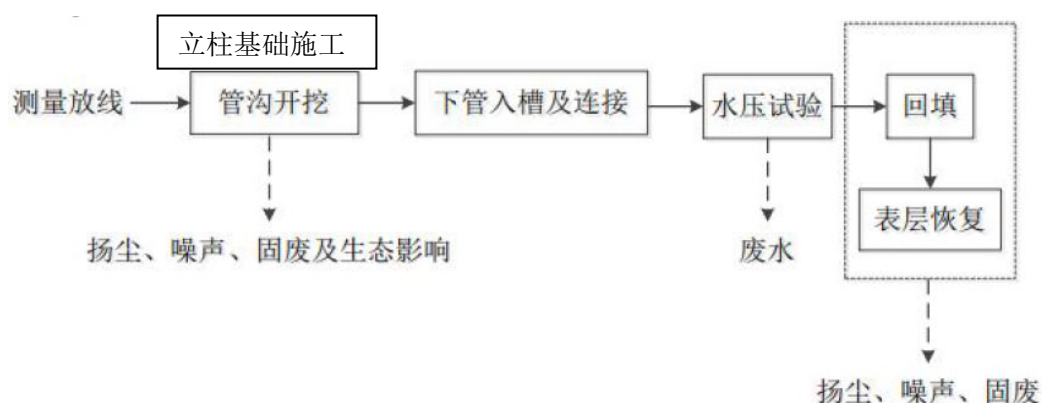 立柱基础施工
测量放线
管沟开挖
下管入槽及连接
水压试验
回填
表层恢复
扬尘、噪声、固废及生态影响
废水
扬尘、噪声、固废